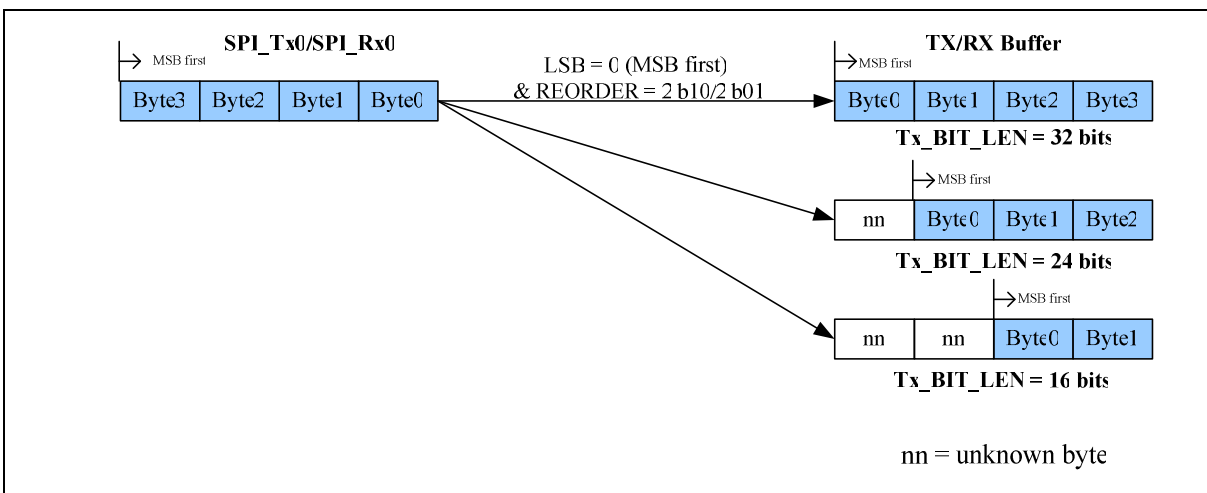 SPI_Tx0/SPI_Rx0
MSB first
Byte3 Byte2 Byte1 Byte0
LSB = 0 (MSB first)
& REORDER = 2 b10/2 b01
TX/RX Buffer
MSB first
Byte0 Byte1 Byte2 Byte3
Tx_BIT_LEN = 32 bits
MSB first
nn Byte0 Byte1 Byte2
Tx_BIT_LEN = 24 bits
MSB first
nn nn Byte0 Byte1
Tx_BIT_LEN = 16 bits
nn = unknown byte